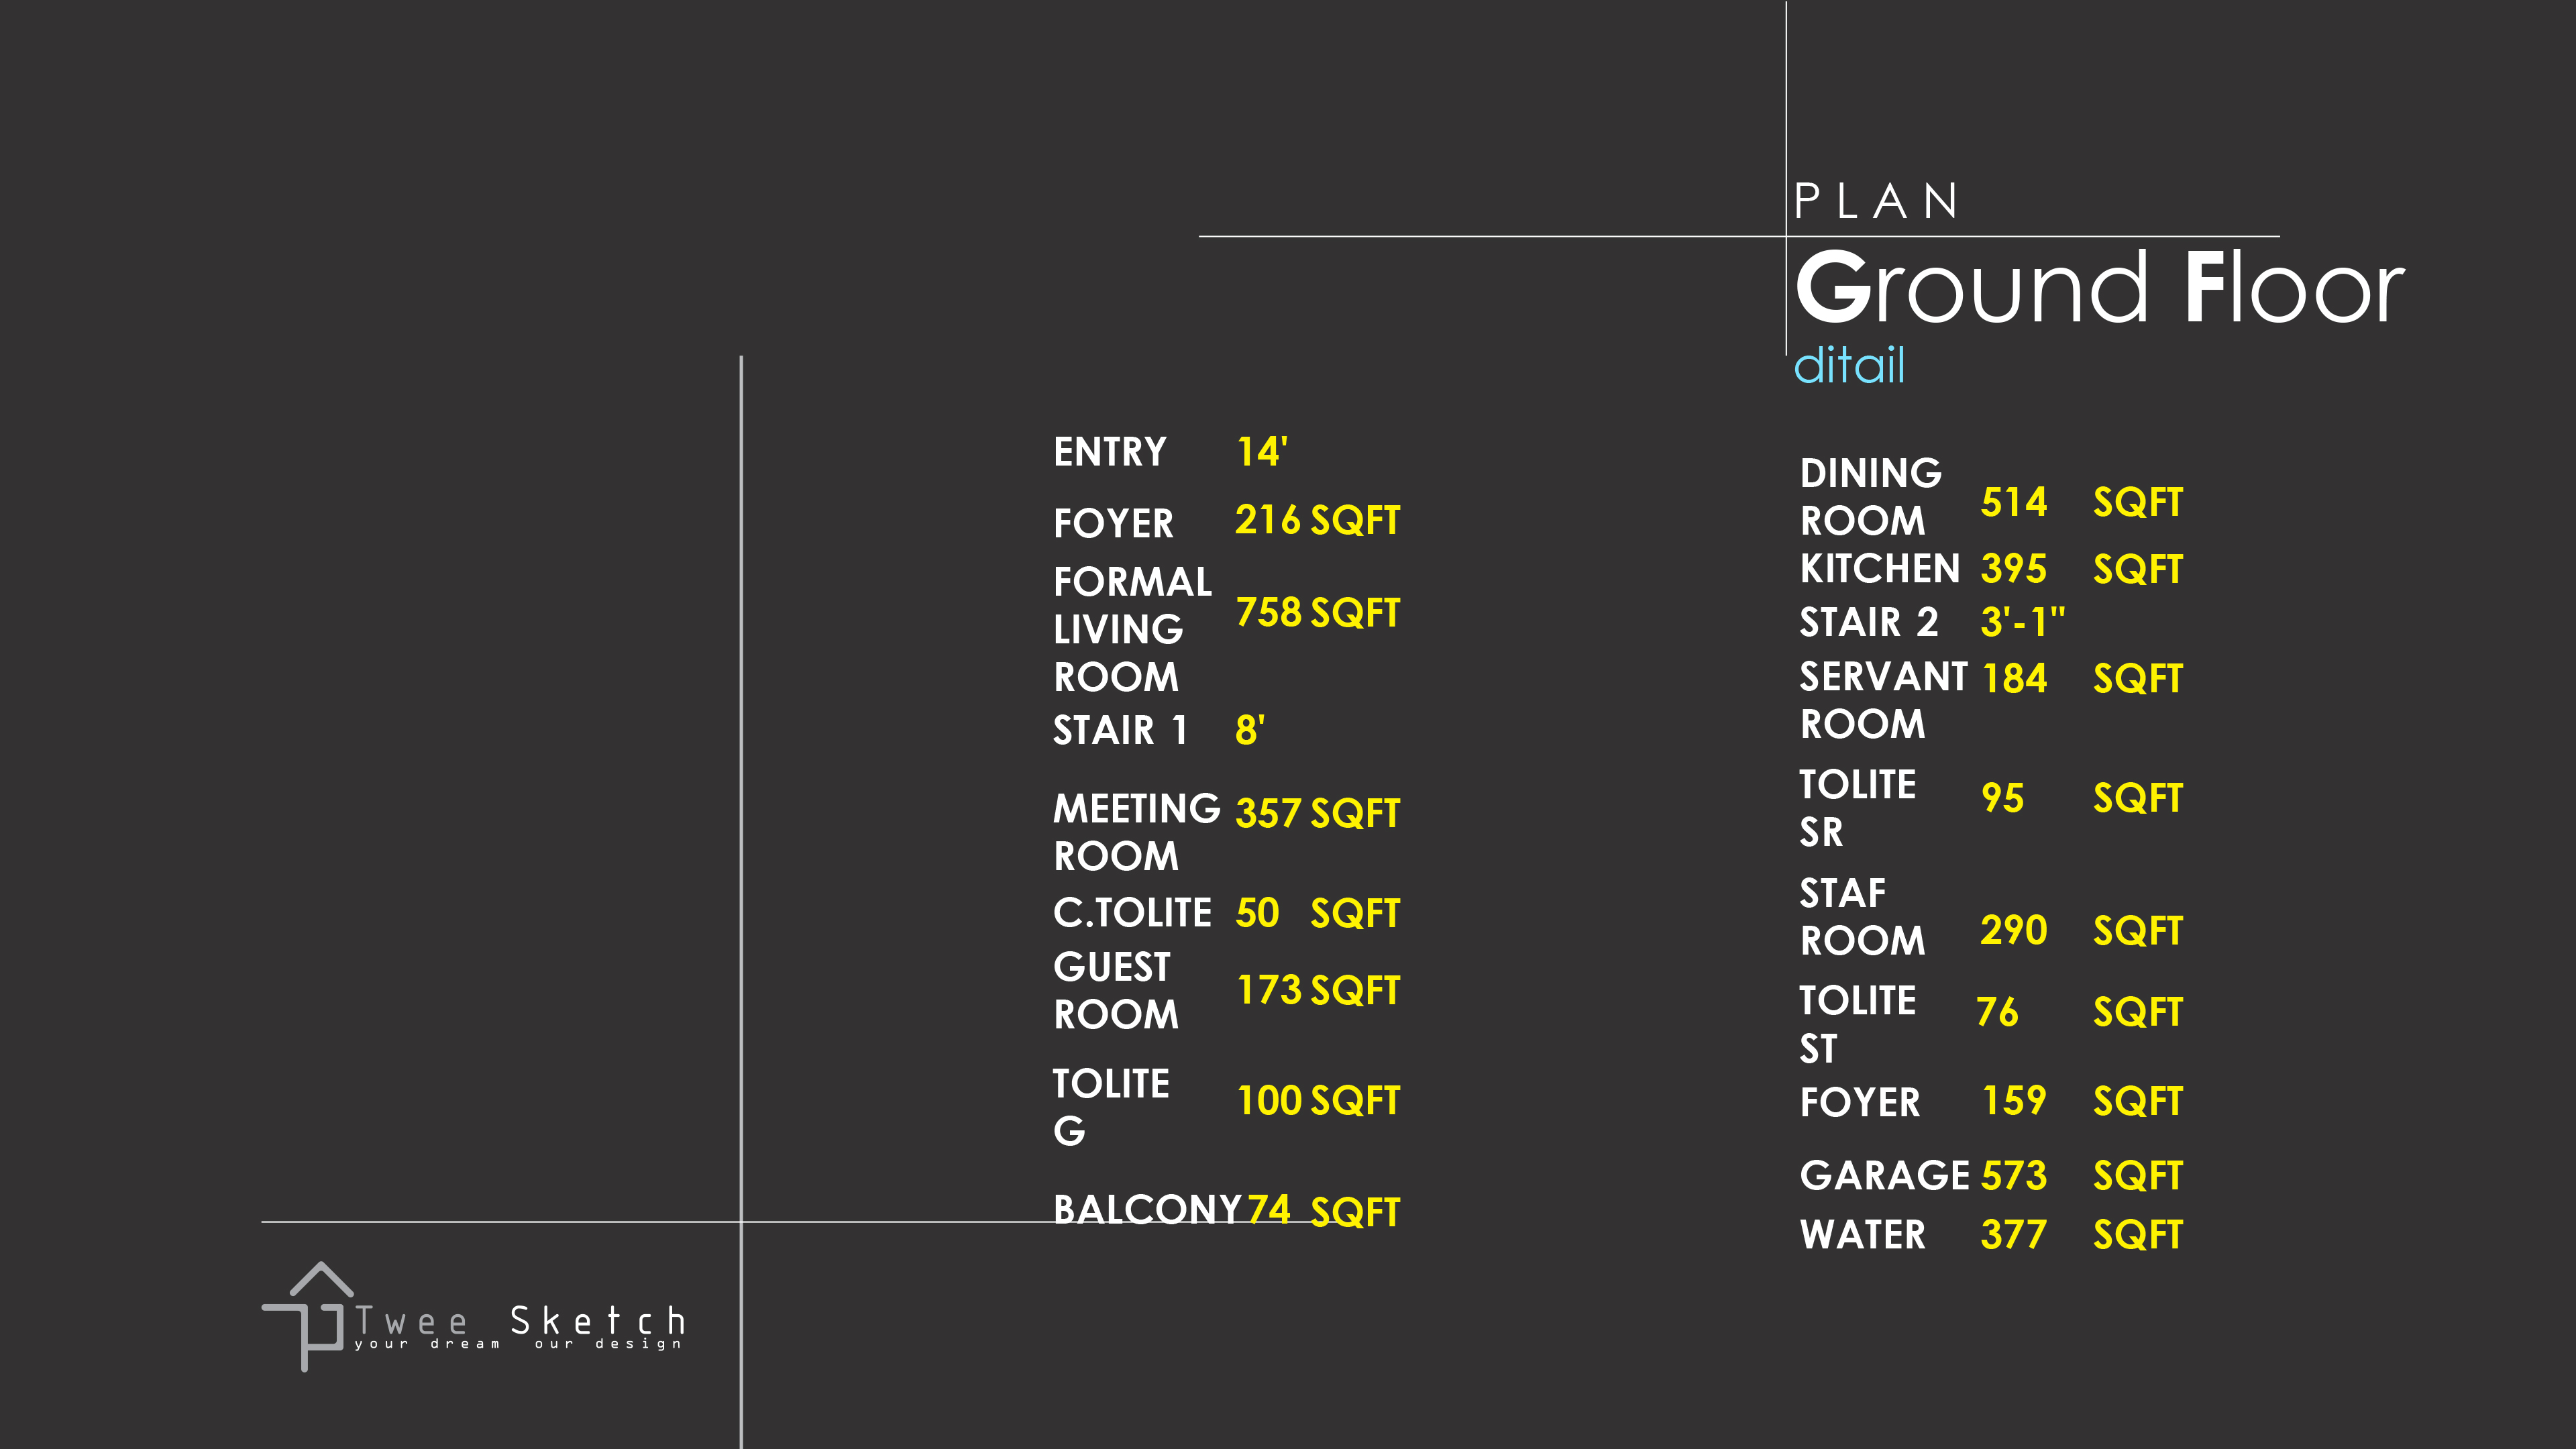 PLAN
Ground Floor
ditail
ENTRY 14'
FOYER 216 SQFT
FORMAL
LIVING 758 SQFT
ROOM
STAIR 1 8'
MEETING 357 SQFT
ROOM
C.TOLITE 50 SQFT
GUEST
ROOM 173 SQFT
TOLITE
G 100 SQFT
BALCONY 74 SQFT
DINING
ROOM 514 SQFT
KITCHEN 395 SQFT
STAIR 2 3'-1"
SERVANT 184 SQFT
ROOM
TOLITE 95 SQFT
SR
STAF
ROOM 290 SQFT
TOLITE 76 SQFT
ST
FOYER 159 SQFT
GARAGE 573 SQFT
WATER 377 SQFT
Twee Sketch
your dream our design